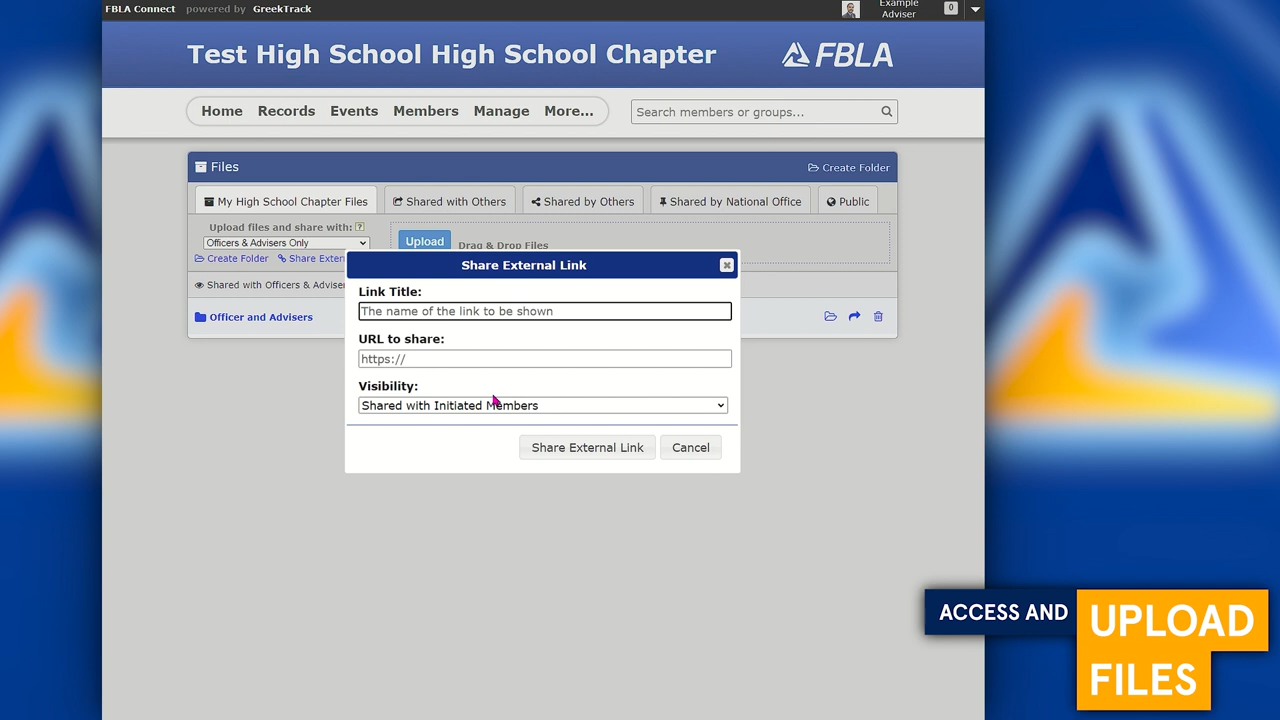 FBLA Connect powered by GreekTrack
Example
Adviser
0
Test High School High School Chapter
FBLA
Home Records Events Members Manage More...
Search members or groups...
Files
Create Folder
My High School Chapter Files
Shared with Others
Shared by Others
Shared by National Office
Public
Upload files and share with: ?
Officers & Advisers Only
Upload
Drag & Drop Files
Create Folder
Share Extern
Shared with Officers & Adviser
Officer and Advisers
Share External Link
Link Title:
The name of the link to be shown
URL to share:
https://
Visibility:
Shared with Initiated Members
Share External Link
Cancel
ACCESS AND
UPLOAD
FILES